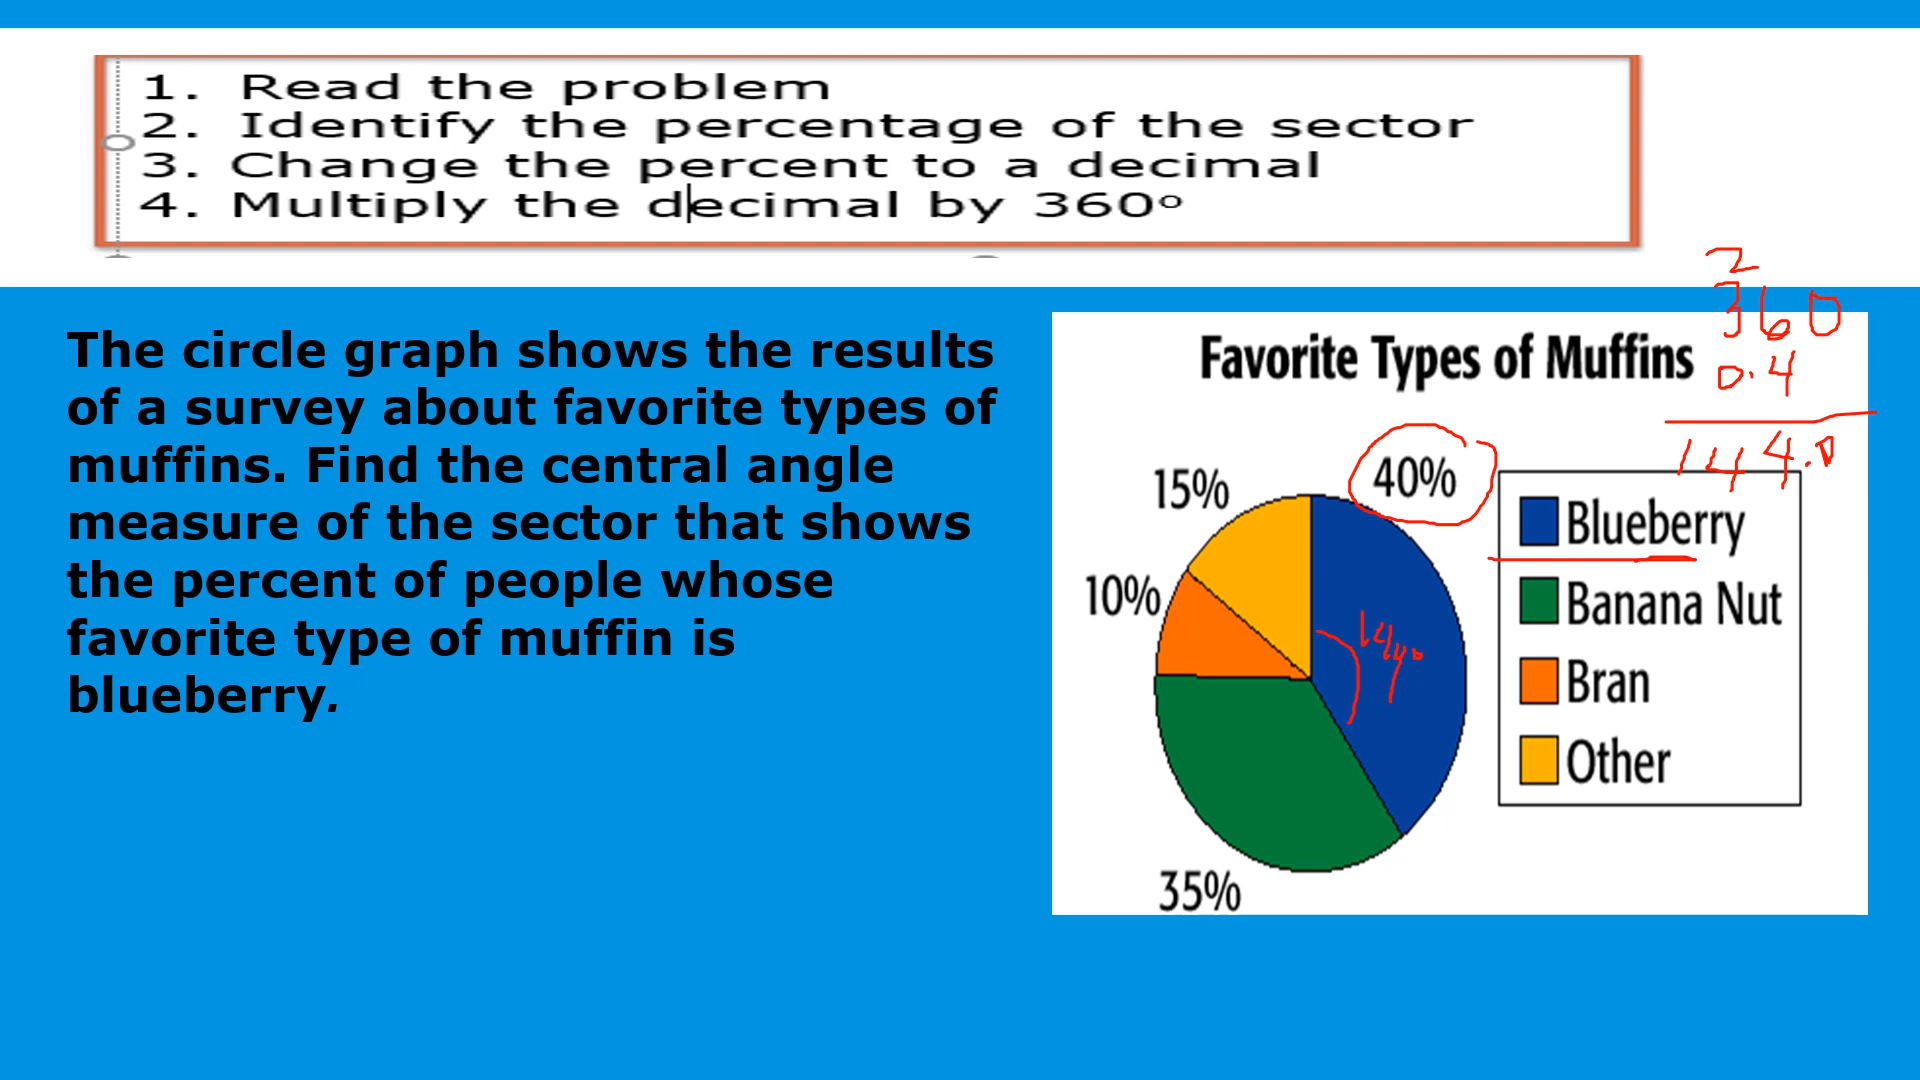 1. Read the problem
2. Identify the percentage of the sector
3. Change the percent to a decimal
4. Multiply the decimal by 360°
The circle graph shows the results
of a survey about favorite types of
muffins. Find the central angle
measure of the sector that shows
the percent of people whose
favorite type of muffin is
blueberry.
2
360
0.4
144.0
Favorite Types of Muffins
40%
15%
10%
35%
144°
Blueberry
Banana Nut
Bran
Other